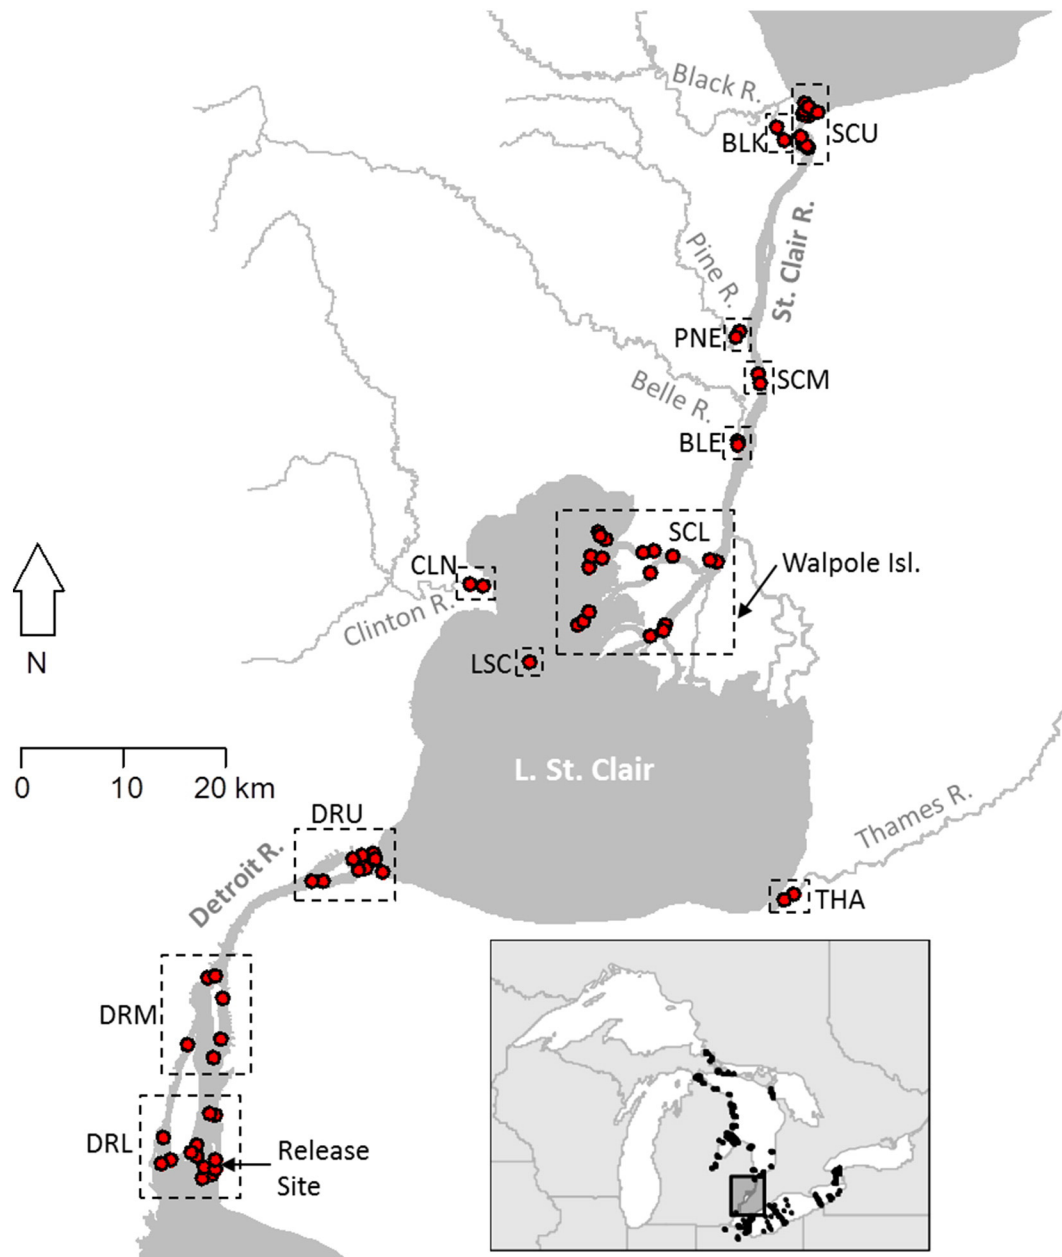 Black R.
BLK
SCU
St. Clair R.
Pine R.
PNE
SCM
Belle R.
BLE
SCL
CLN
Walpole Isl.
Clinton R.
N
LSC
0 10 20 km
L. St. Clair
Thames R.
DRU
Detroit R.
THA
DRM
DRL
Release
Site